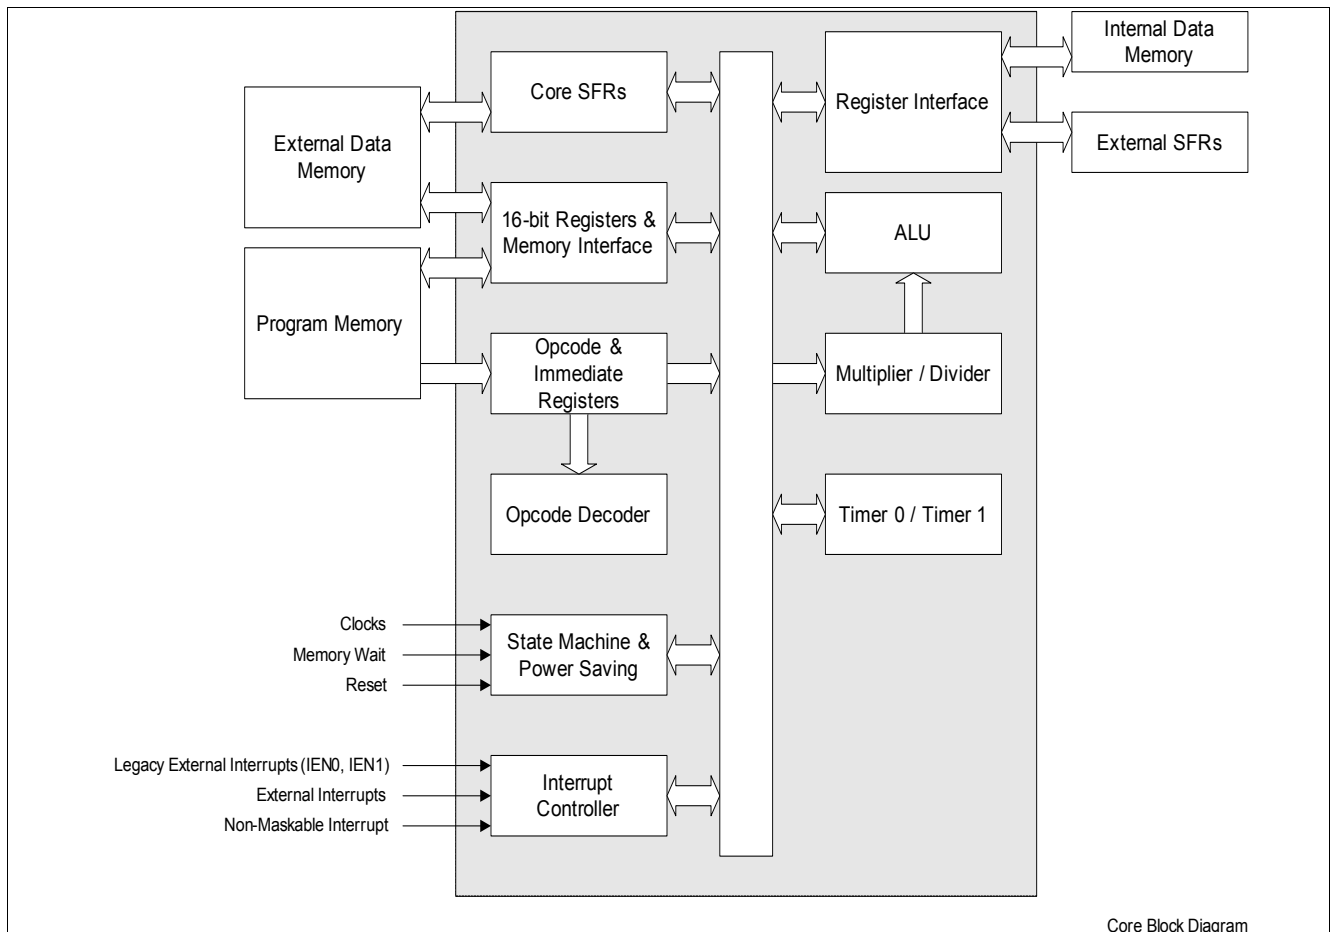 Internal Data
Memory
Core SFRs
Register Interface
External Data
Memory
External SFRs
16-bit Registers &
Memory Interface
ALU
Program Memory
Opcode &
Immediate
Registers
Multiplier / Divider
Opcode Decoder
Timer 0 / Timer 1
Clocks
Memory Wait
Reset
State Machine &
Power Saving
Legacy External Interrupts (IEN0, IEN1)
External Interrupts
Non-Maskable Interrupt
Interrupt
Controller
Core Block Diagram